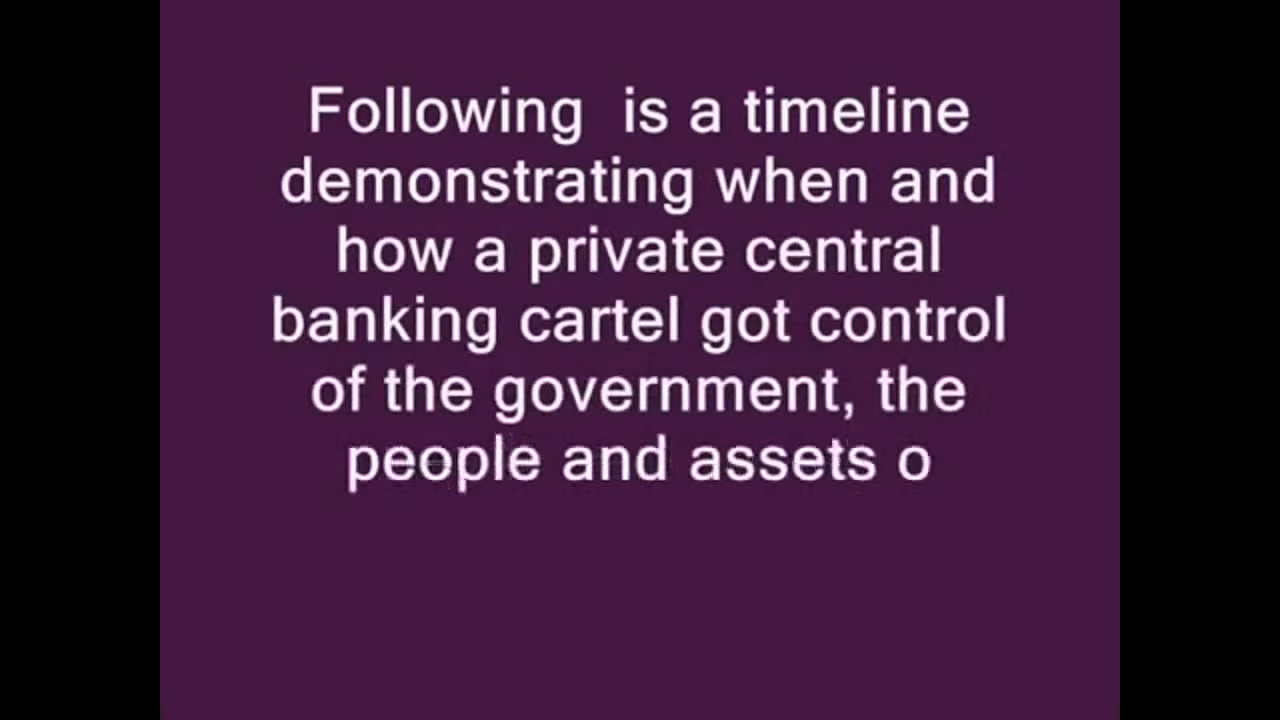 Following  is a timeline
demonstrating when and
how a private central
banking cartel got control
of the government, the
people and assets o